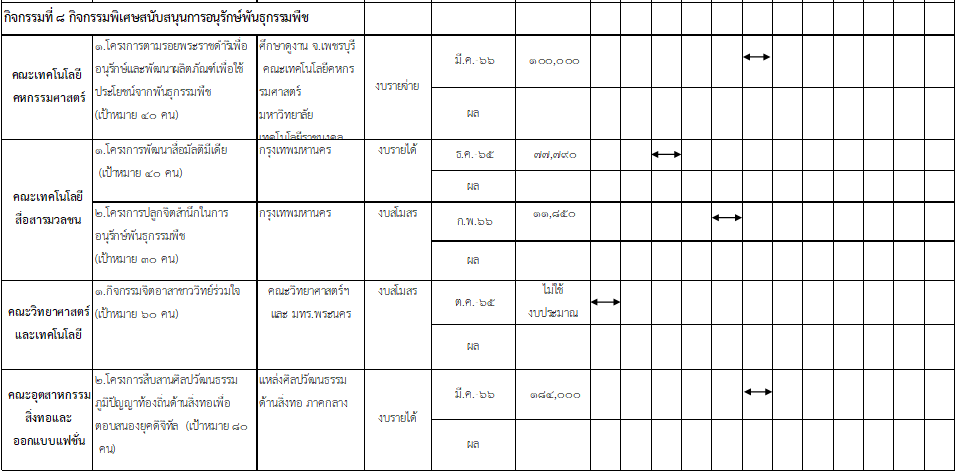 กิจกรรมที่ ๘ กิจกรรมพิเศษสนับสนุนการอนุรักษ์พันธุกรรมพืช
คณะเทคโนโลยี
คหกรรมศาสตร์
๑.โครงการตามรอยพระราชดำริเพื่อ
อนุรักษ์และพัฒนาผลิตภัณฑ์เพื่อใช้
ประโยชน์จากพันธุกรรมพืช
(เป้าหมาย ๔๐ คน)
ศึกษาดูงาน จ.เพชรบุรี
คณะเทคโนโลยีคหกร
รมศาสตร์
มหาวิทยาลัย
เทคโนโลยีราชมงคล
งบรายจ่าย
มี.ค. ๖๖
๑๐๐,๐๐๐
ผล
คณะเทคโนโลยี
สื่อสารมวลชน
๑.โครงการพัฒนาสื่อมัลติมีเดีย
(เป้าหมาย ๔๐ คน)
กรุงเทพมหานคร
งบรายได้
ธ.ค. ๖๕
๗๗,๗๙๐
ผล
๒.โครงการปลูกจิตสำนึกในการ
อนุรักษ์พันธุกรรมพืช
(เป้าหมาย ๓๐ คน)
กรุงเทพมหานคร
งบสโมสร
ก.พ.๖๖
๑๑,๘๕๐
ผล
คณะวิทยาศาสตร์
และเทคโนโลยี
๑.กิจกรรมจิตอาสาชาววิทย์ร่วมใจ
(เป้าหมาย ๖๐ คน)
คณะวิทยาศาสตร์ฯ
และ มทร.พระนคร
งบสโมสร
ต.ค. ๖๕
ไม่ใช้
งบประมาณ
ผล
คณะอุตสาหกรรม
สิ่งทอและ
ออกแบบแฟชั่น
๒.โครงการสืบสานศิลปวัฒนธรรม
ภูมิปัญญาท้องถิ่นด้านสิ่งทอเพื่อ
ตอบสนองยุคดิจิทัล (เป้าหมาย ๘๐
คน)
แหล่งศิลปวัฒนธรรม
ด้านสิ่งทอ ภาคกลาง
งบรายได้
มี.ค. ๖๖
๑๘๔,๐๐๐
ผล